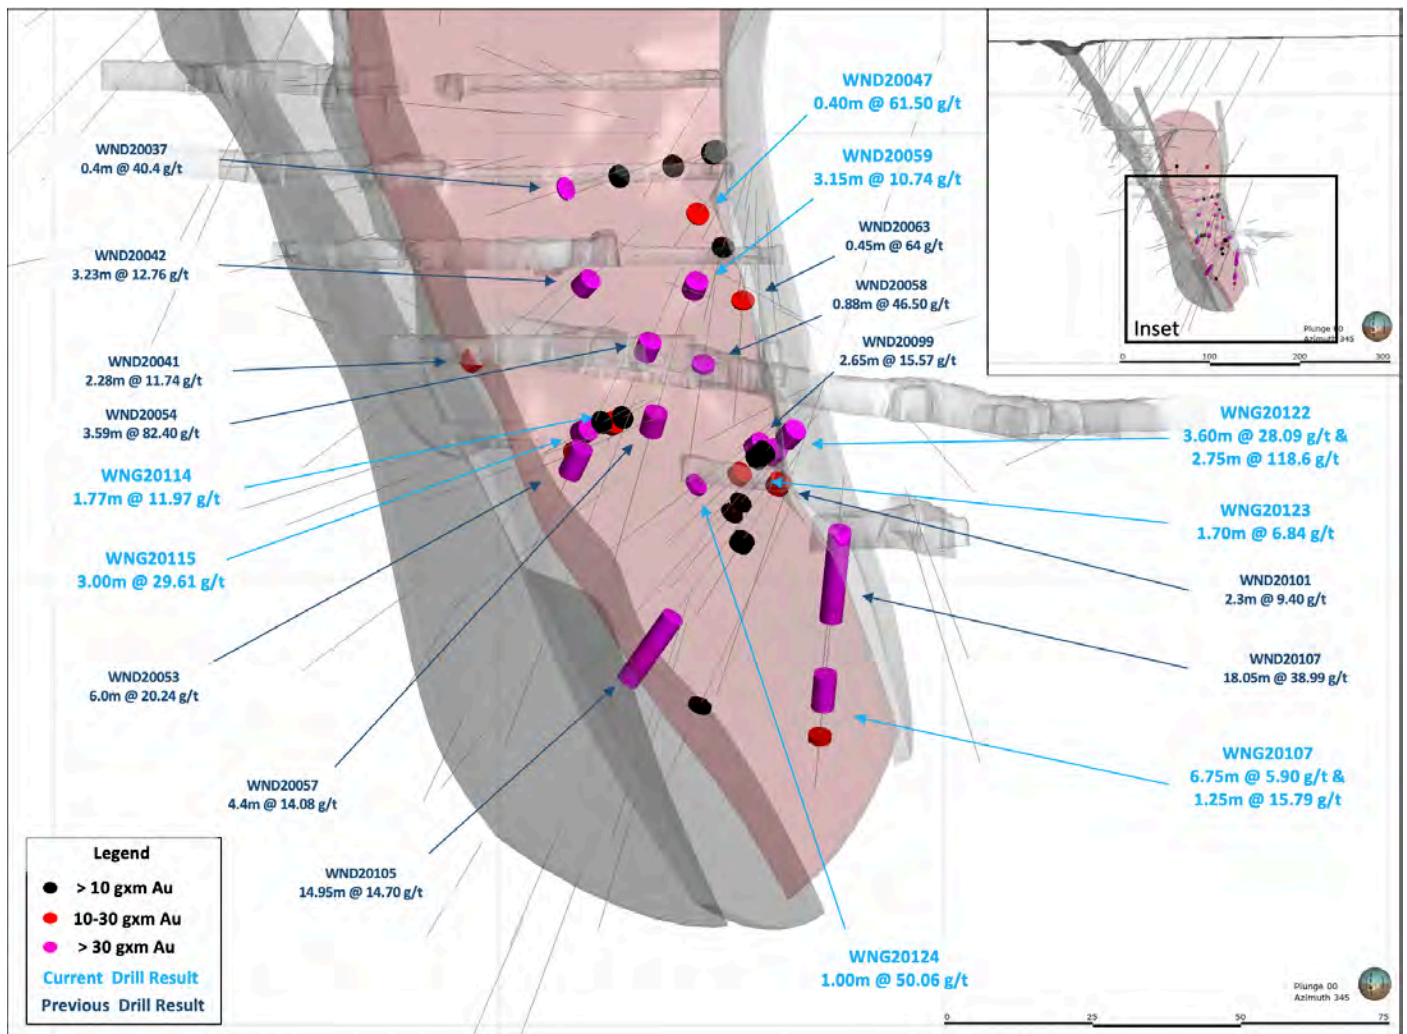 WND20047
0.40m @ 61.50 g/t
WND20059
3.15m @ 10.74 g/t
WND20037
0.4m @ 40.4 g/t
WND20063
0.45m @ 64 g/t
WND20042
3.23m @ 12.76 g/t
WND20058
0.88m @ 46.50 g/t
WND20099
2.65m @ 15.57 g/t
WND20041
2.28m @ 11.74 g/t
WND20054
3.59m @ 82.40 g/t
WNG20114
1.77m @ 11.97 g/t
WNG20115
3.00m @ 29.61 g/t
WND20053
6.0m @ 20.24 g/t
WND20057
4.4m @ 14.08 g/t
WND20105
14.95m @ 14.70 g/t
WNG20122
3.60m @ 28.09 g/t &
2.75m @ 118.6 g/t
WNG20123
1.70m @ 6.84 g/t
WND20101
2.3m @ 9.40 g/t
WND20107
18.05m @ 38.99 g/t
WNG20107
6.75m @ 5.90 g/t &
1.25m @ 15.79 g/t
WNG20124
1.00m @ 50.06 g/t
Inset
Plunge 00
Azimuth 345
0 100 200 300
Legend
> 10 gxm Au
10-30 gxm Au
> 30 gxm Au
Current Drill Result
Previous Drill Result
Plunge 00
Azimuth 345
0 25 50 75